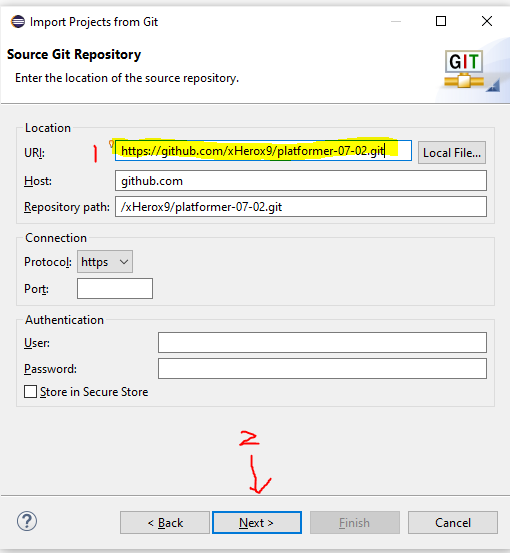 Import Projects from Git
Source Git Repository
Enter the location of the source repository.
GIT
Location
1
URI: https://github.com/xHerox9/platformer-07-02.git Local File...
Host: github.com
Repository path: /xHerox9/platformer-07-02.git
Connection
Protocol: https
Port:
Authentication
User:
Password:
Store in Secure Store
2
? < Back Next > Finish Cancel